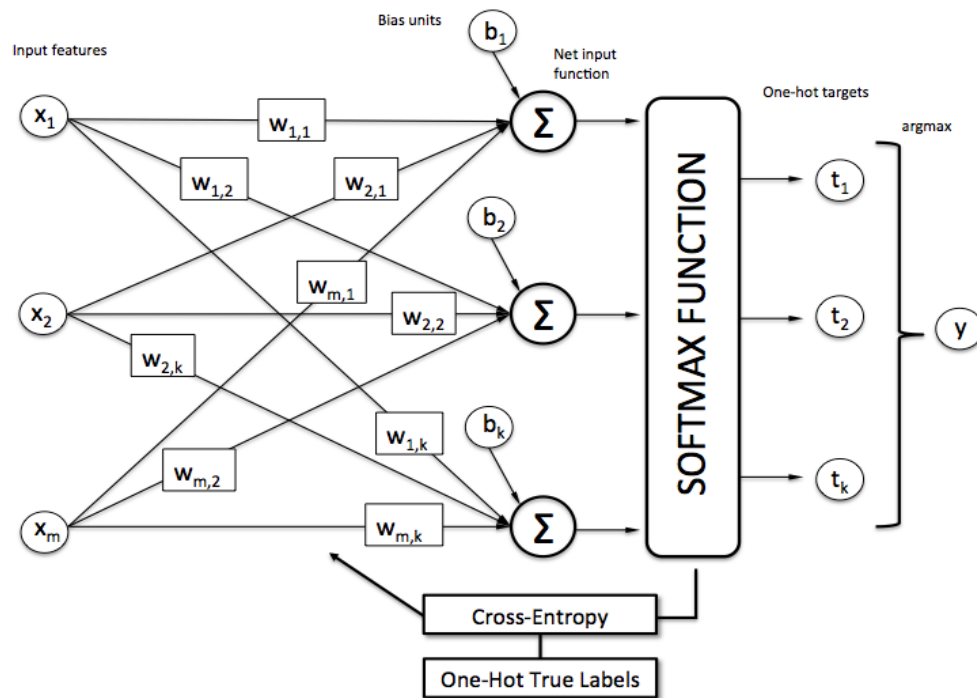 Input features
Bias units
Net input
function
One-hot targets
argmax
x1
x2
xm
w1,1
w1,2
w2,1
wm,1
w2,2
w2,k
w1,k
wm,2
wm,k
b1
b2
bk
Σ
Σ
Σ
SOFTMAX FUNCTION
t1
t2
tk
y
Cross-Entropy
One-Hot True Labels